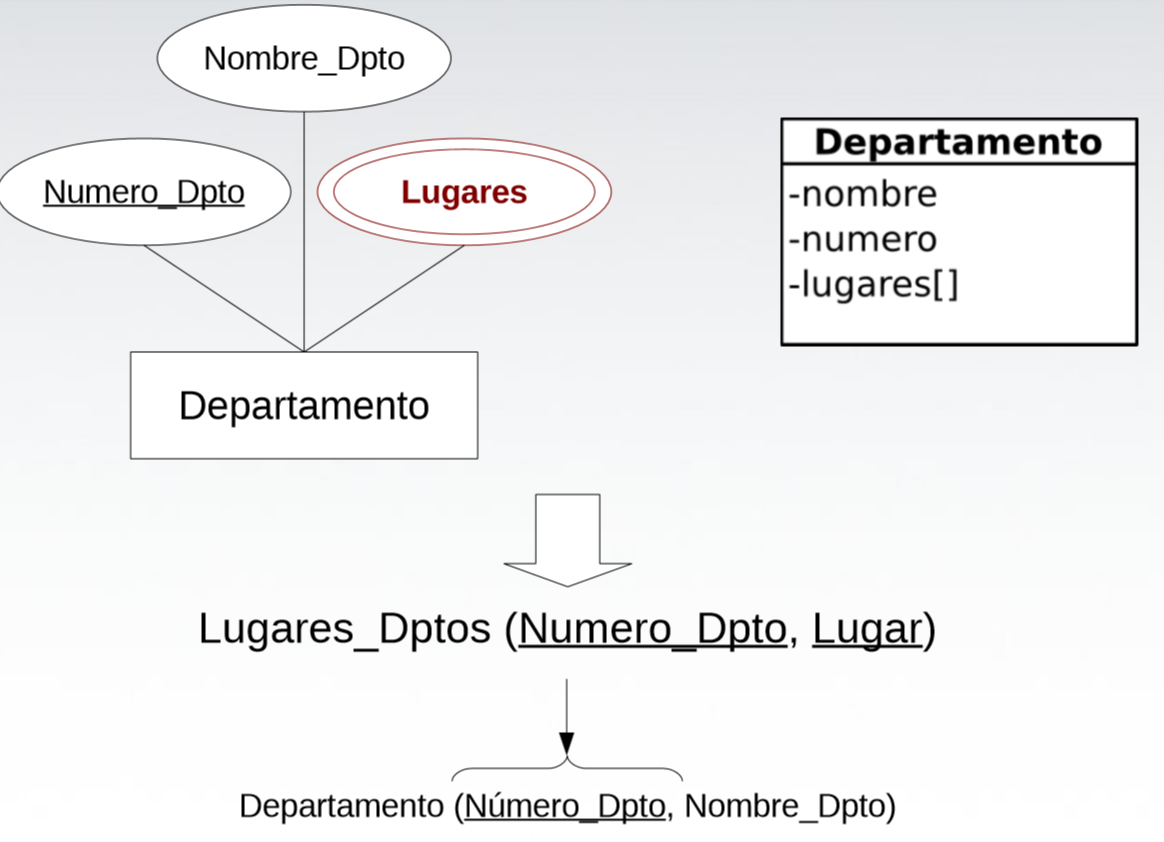 Nombre_Dpto
Numero_Dpto
Lugares
Departamento
Departamento
-nombre
-numero
-lugares[]
Lugares_Dptos (Numero_Dpto, Lugar)
Departamento (Número_Dpto, Nombre_Dpto)